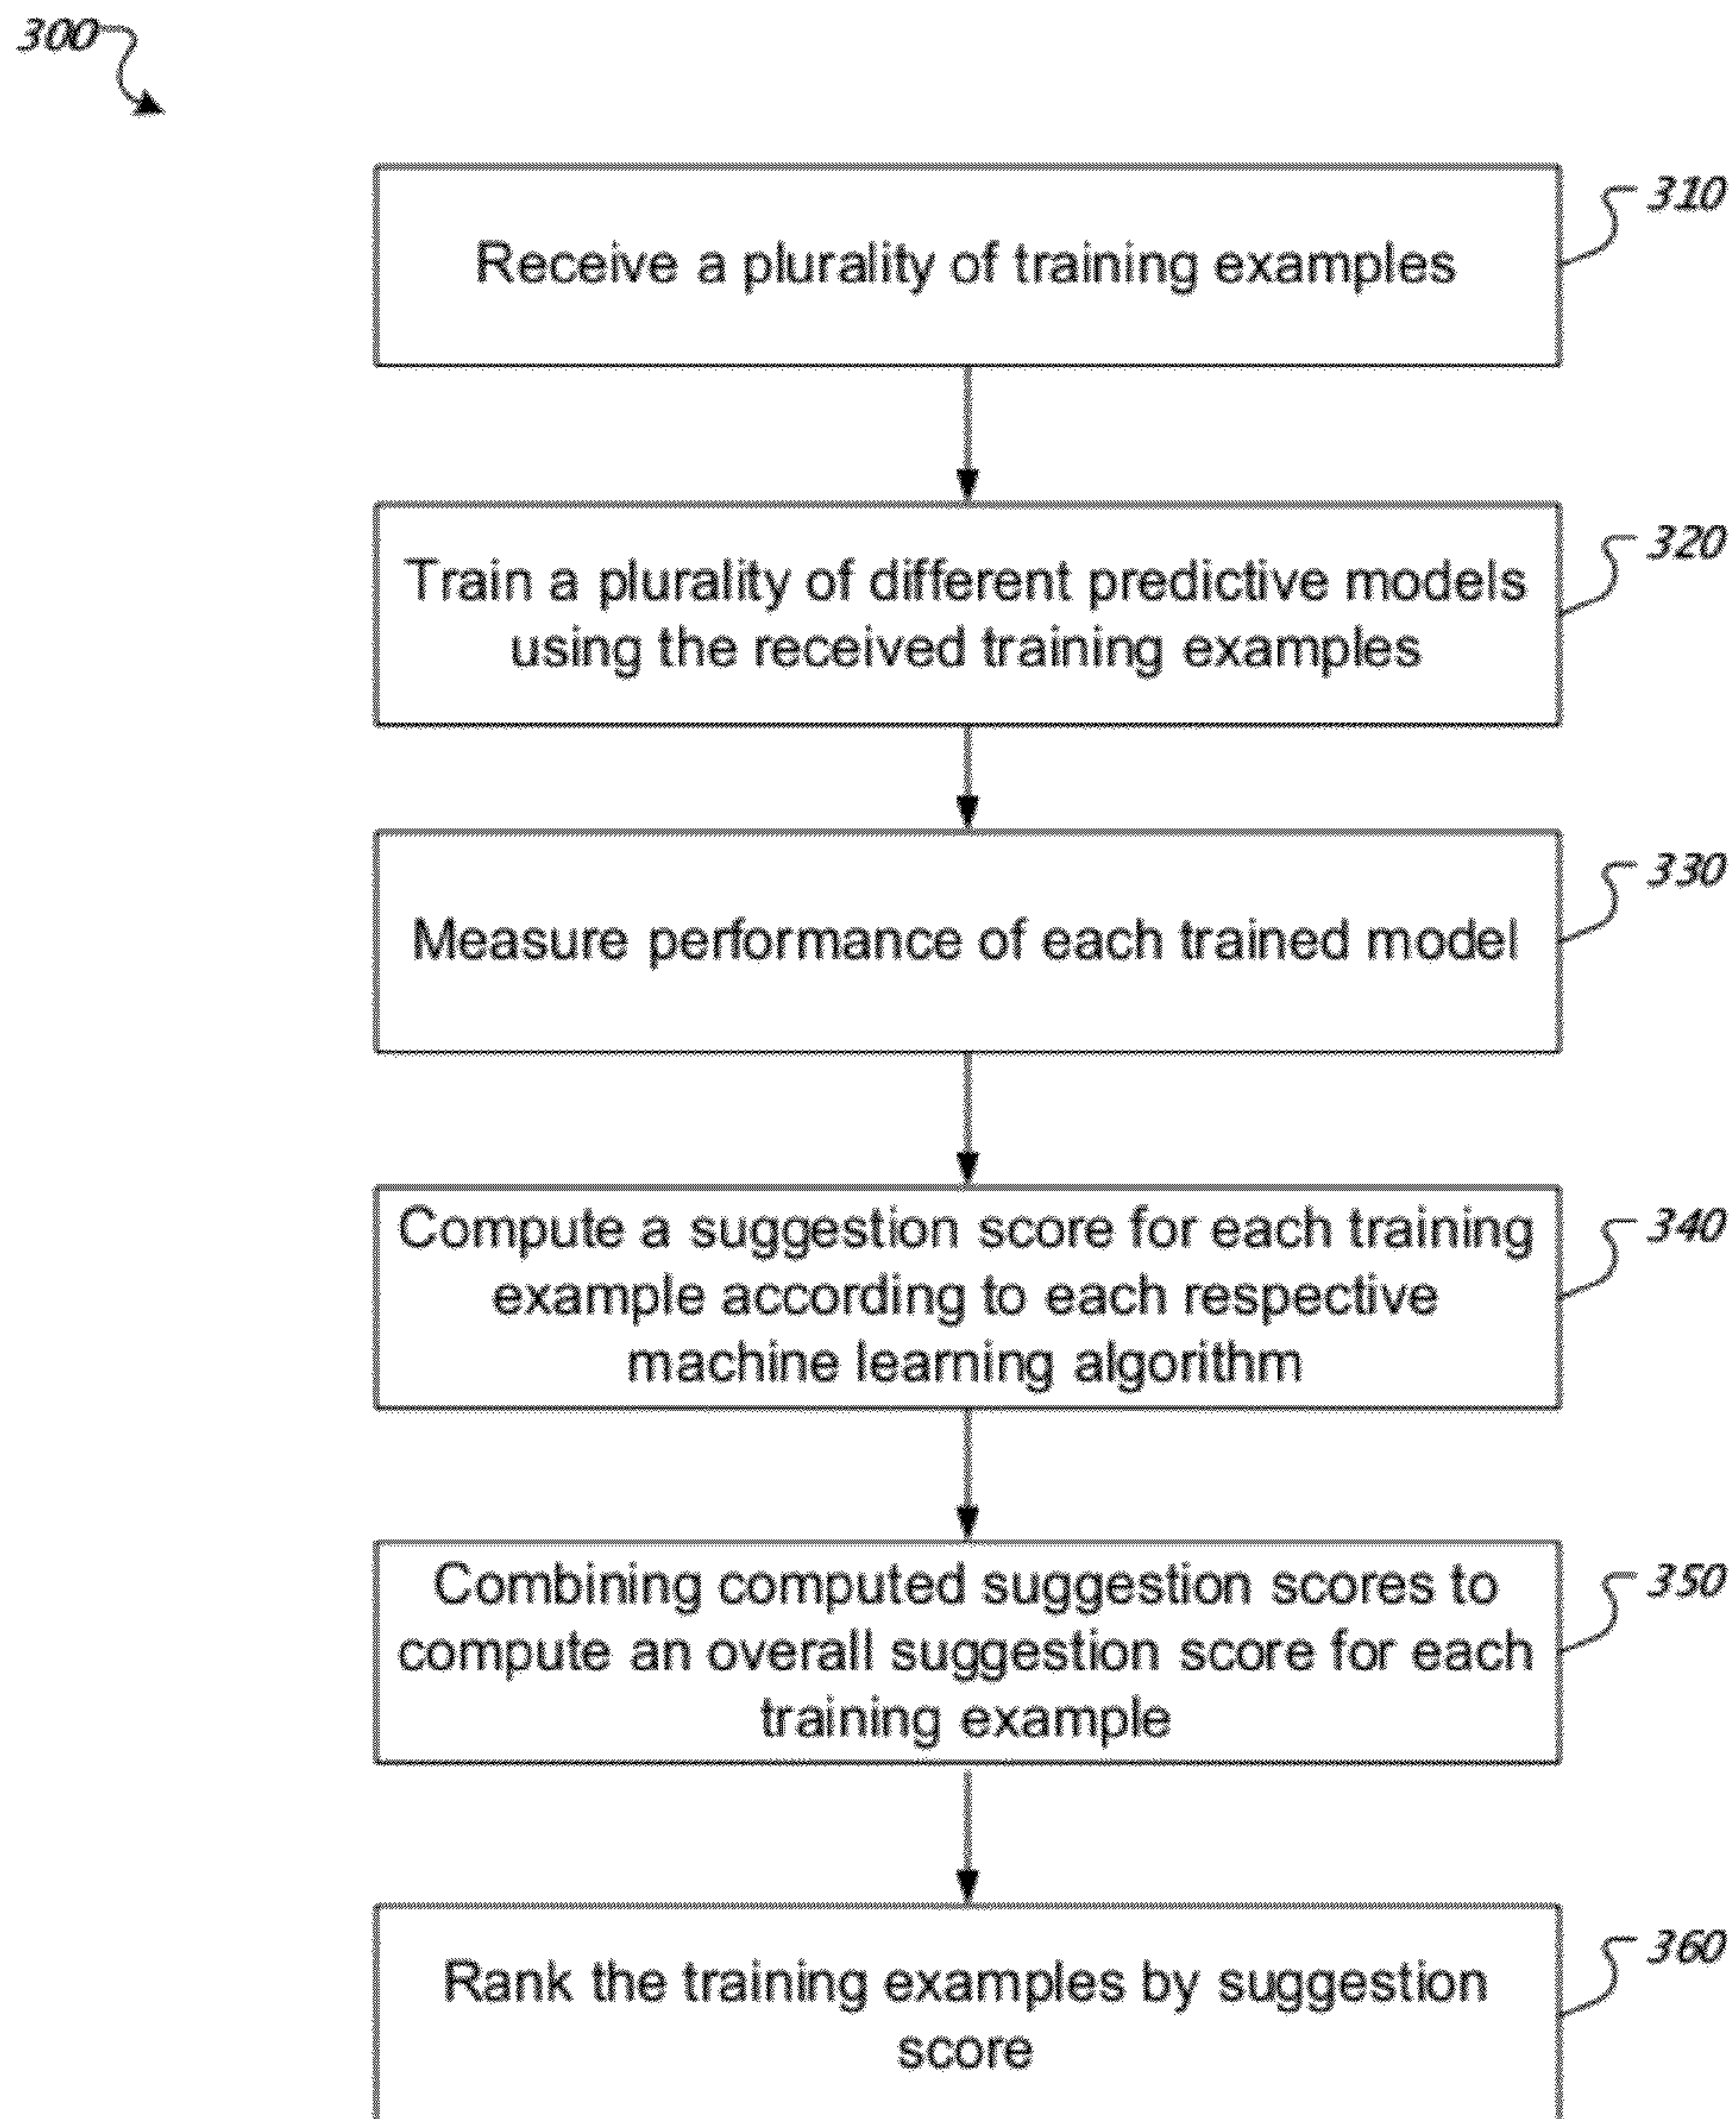 300
310
Receive a plurality of training examples
320
Train a plurality of different predictive models
using the received training examples
330
Measure performance of each trained model
340
Compute a suggestion score for each training
example according to each respective
machine learning algorithm
350
Combining computed suggestion scores to
compute an overall suggestion score for each
training example
360
Rank the training examples by suggestion
score